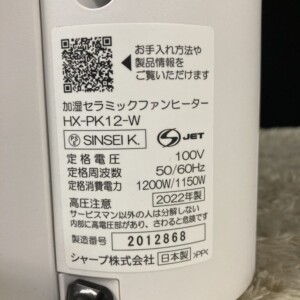 お手入れ方法や
製品情報を
ご覧いただけます
加湿セラミックファンヒーター
HX-PK12-W
SINSEI K. S JET
定格電圧 100V
定格周波数 50/60Hz
定格消費電力 1200W/1150W
高圧注意 2022年製
サービスマン以外の人は分解しない
内部に高電圧部があり、さわると危険です。
製造番号 2012868
シャープ株式会社 日本製 >PP<